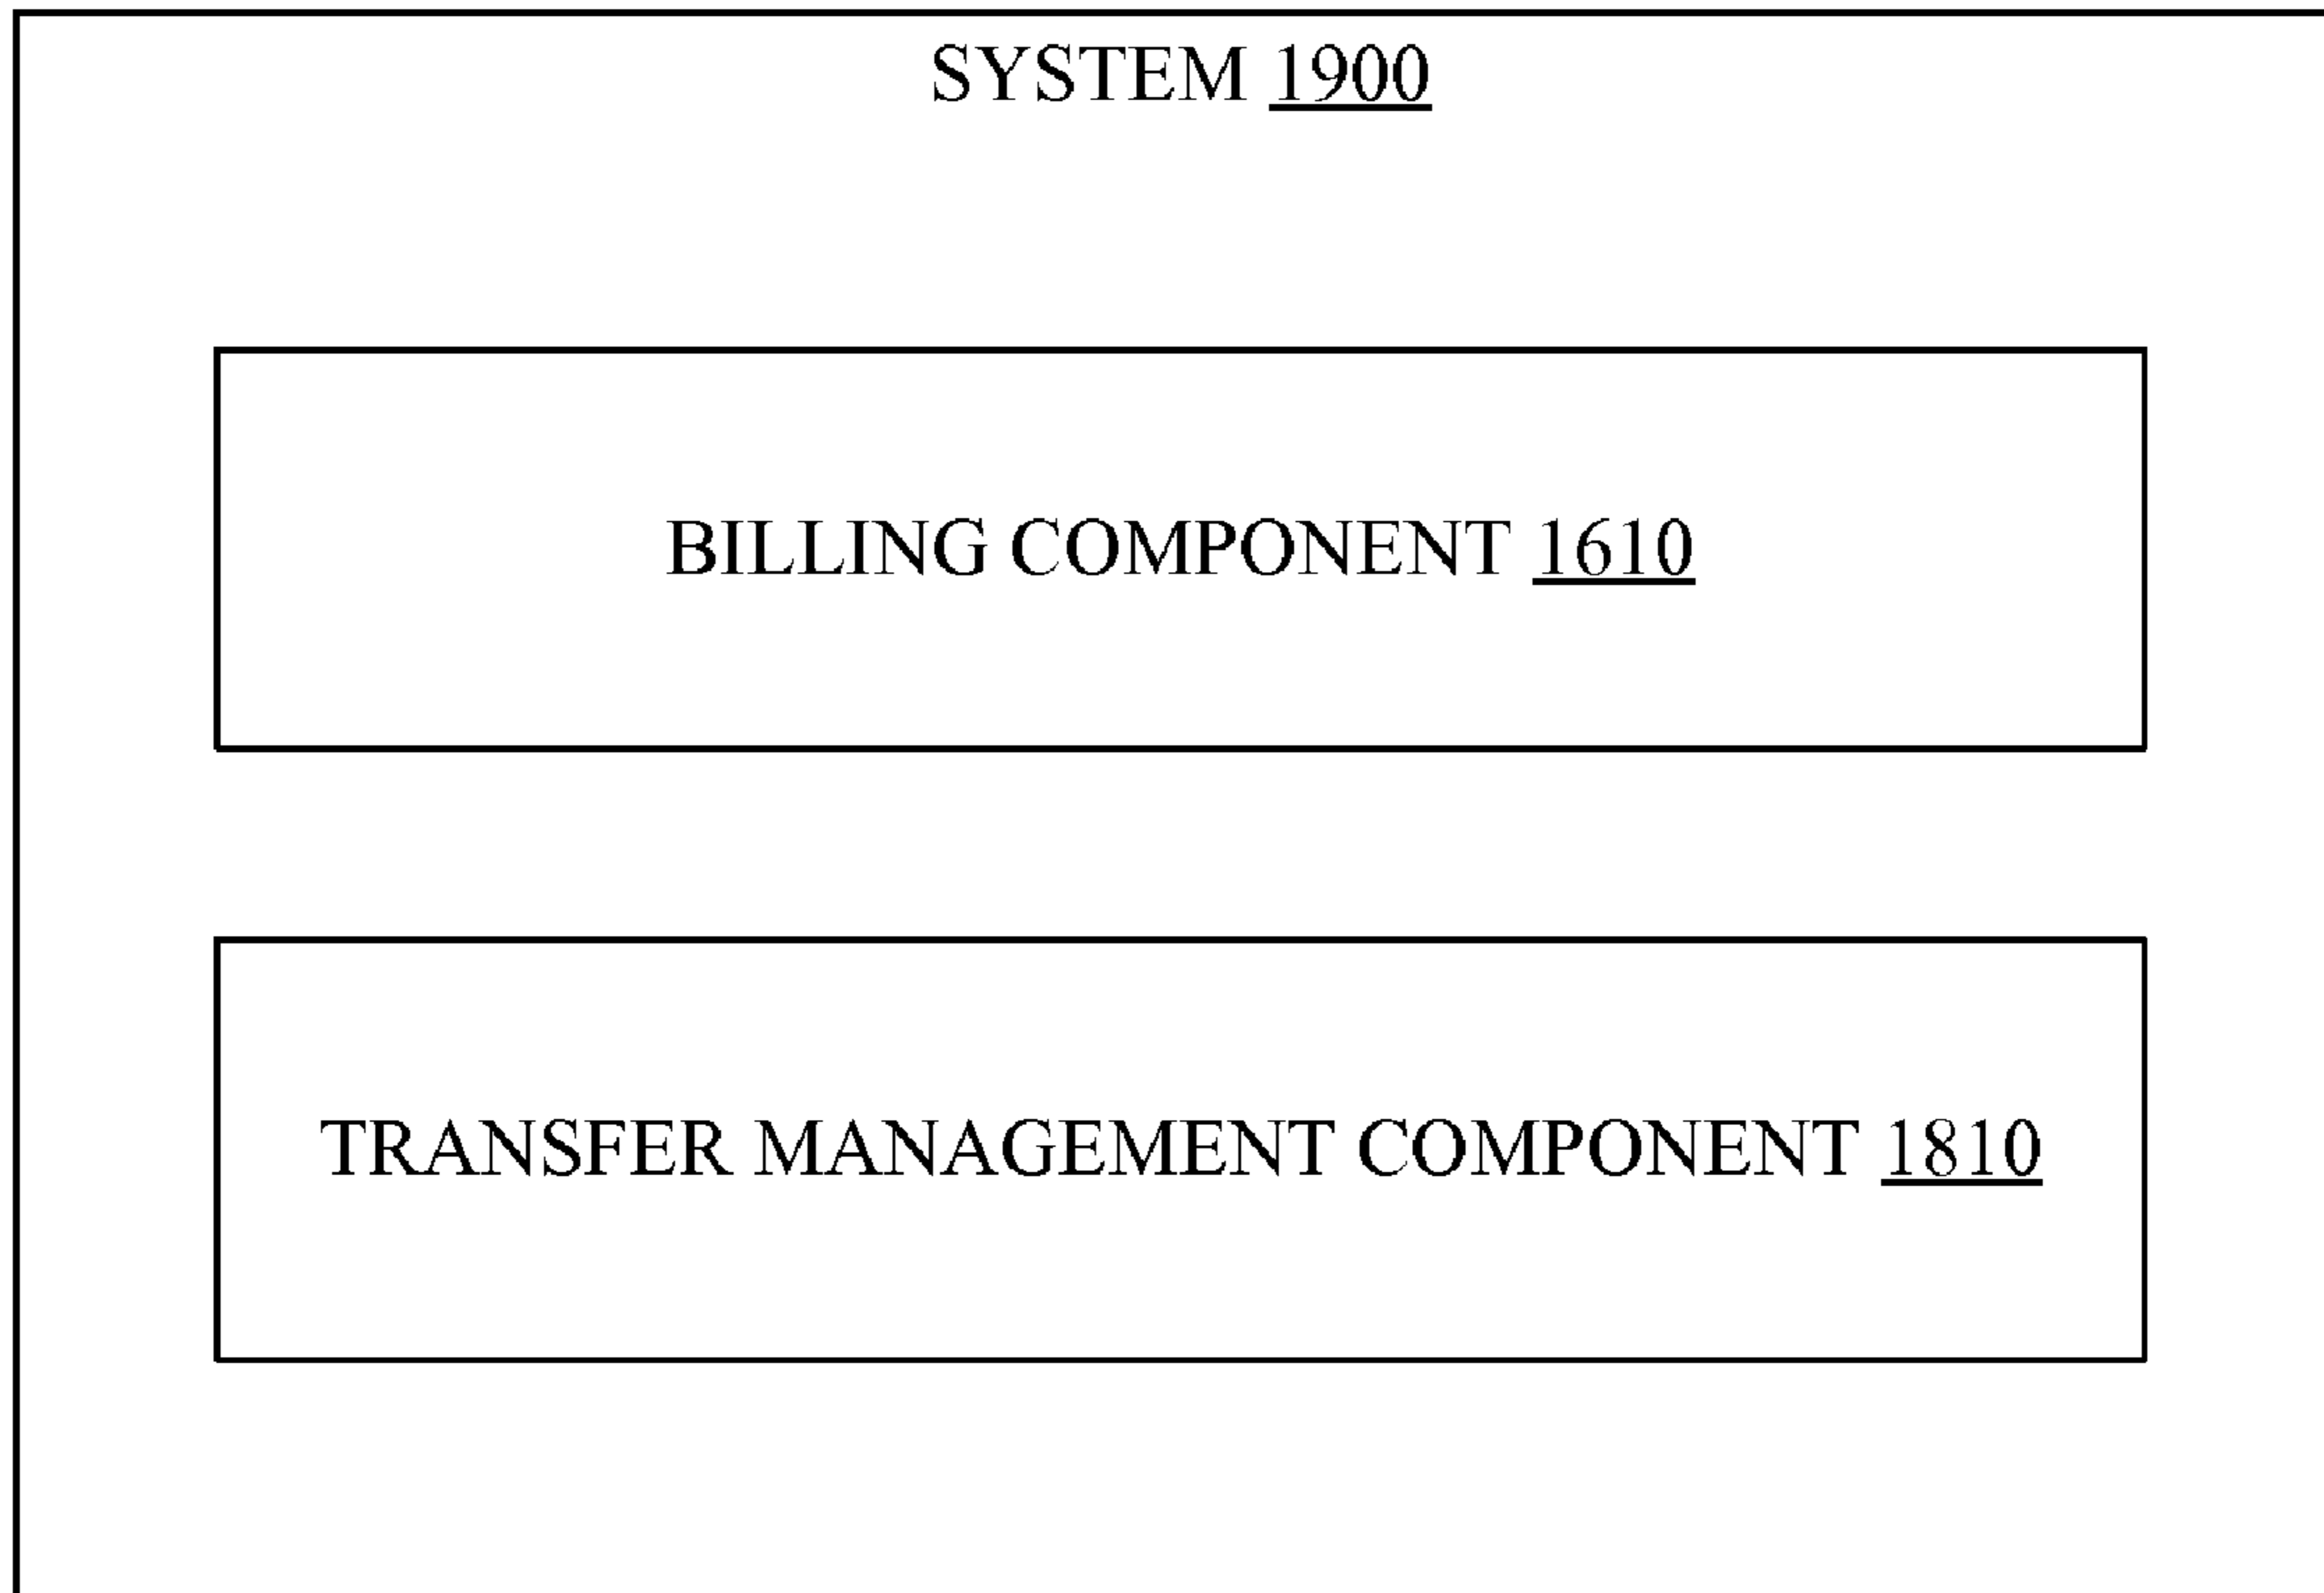 SYSTEM 1900
BILLING COMPONENT 1610
TRANSFER MANAGEMENT COMPONENT 1810